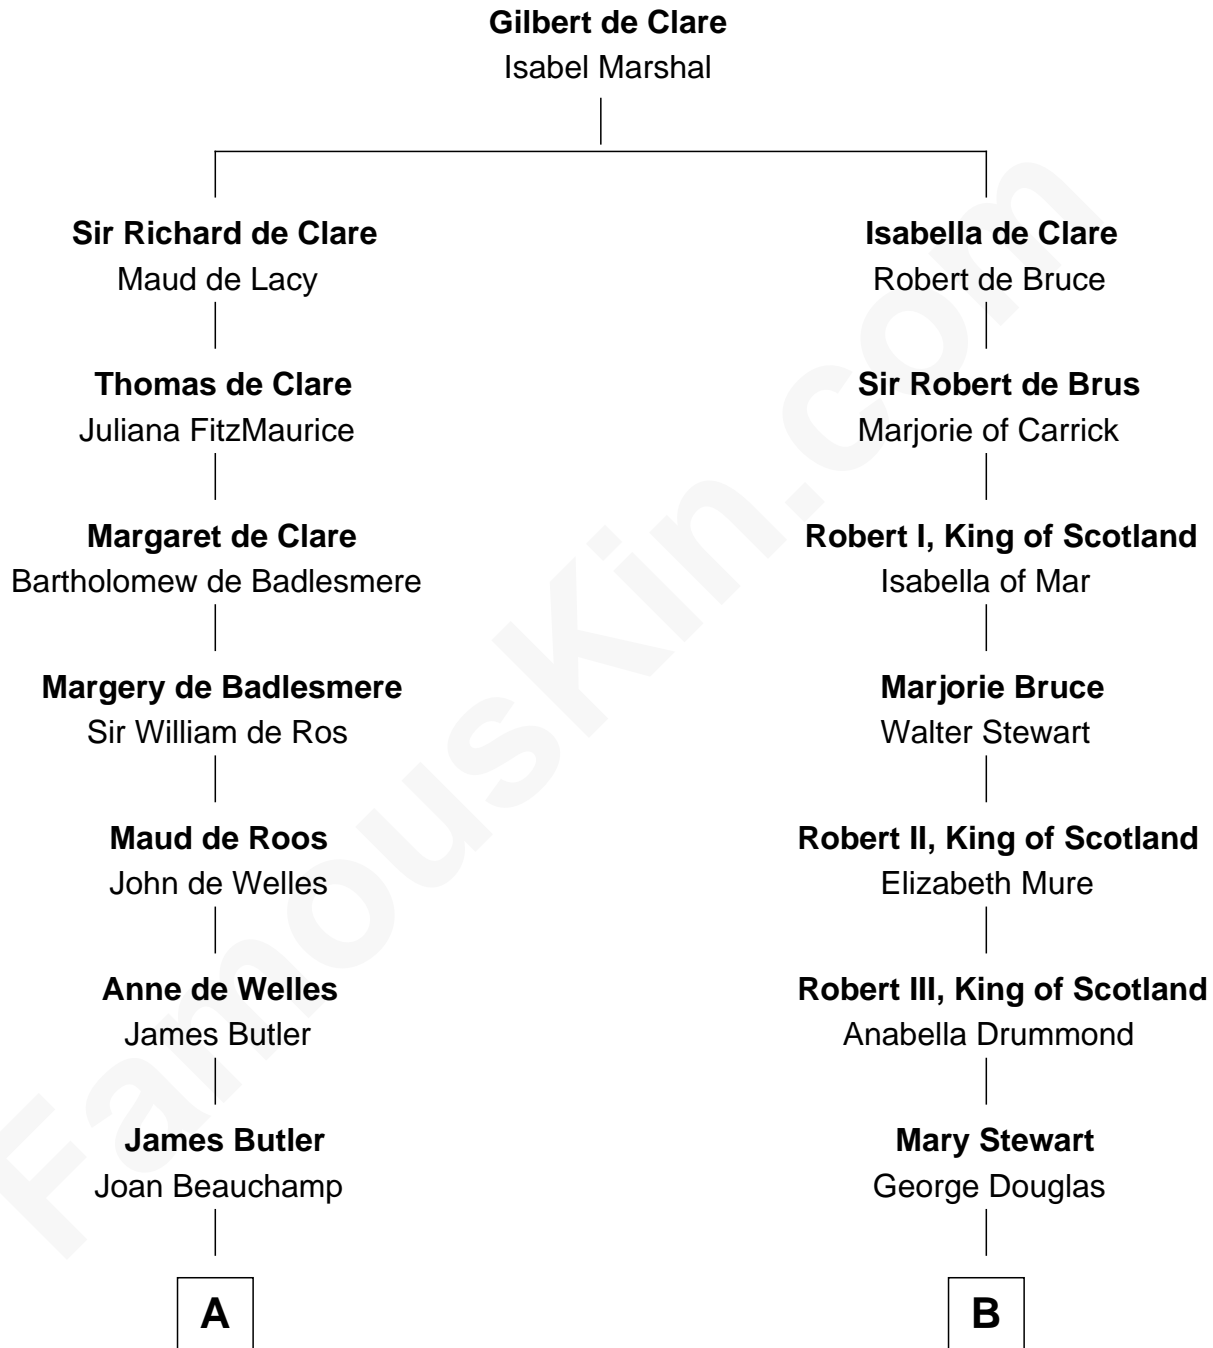 Gilbert de Clare
Isabel Marshal
Sir Richard de Clare
Maud de Lacy
Thomas de Clare
Juliana FitzMaurice
Margaret de Clare
Bartholomew de Badlesmere
Margery de Badlesmere
Sir William de Ros
Maud de Roos
John de Welles
Anne de Welles
James Butler
James Butler
Joan Beauchamp
A
Isabella de Clare
Robert de Bruce
Sir Robert de Brus
Marjorie of Carrick
Robert I, King of Scotland
Isabella of Mar
Marjorie Bruce
Walter Stewart
Robert II, King of Scotland
Elizabeth Mure
Robert III, King of Scotland
Anabella Drummond
Mary Stewart
George Douglas
B
FamousKin.com